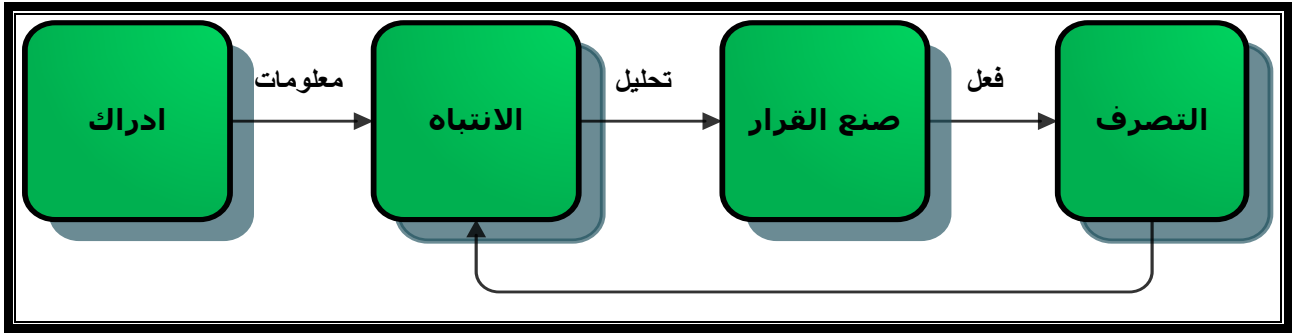 ادراك
معلومات
الانتباه
تحليل
صنع القرار
فعل
التصرف